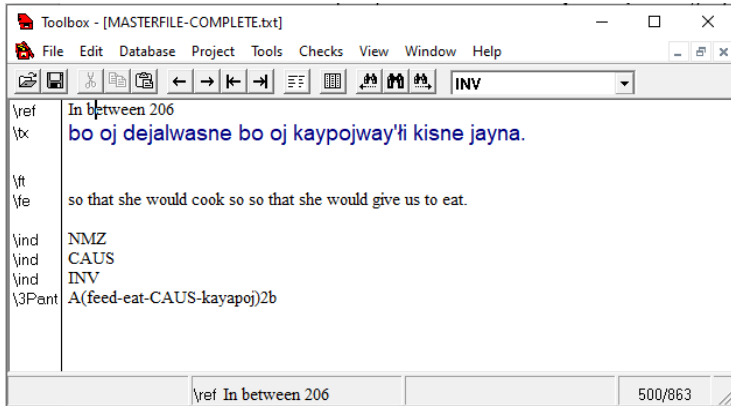 Toolbox - [MASTERFILE-COMPLETE.txt]
File Edit Database Project Tools Checks View Window Help
INV
\ref In between 206
\tx bo oj dejalwasne bo oj kaypojway'łi kisne jayna.
\ft
\fe so that she would cook so so that she would give us to eat.
\ind NMZ
\ind CAUS
\ind INV
\3Pant A(feed-eat-CAUS-kayapoj)2b
\ref In between 206 500/863